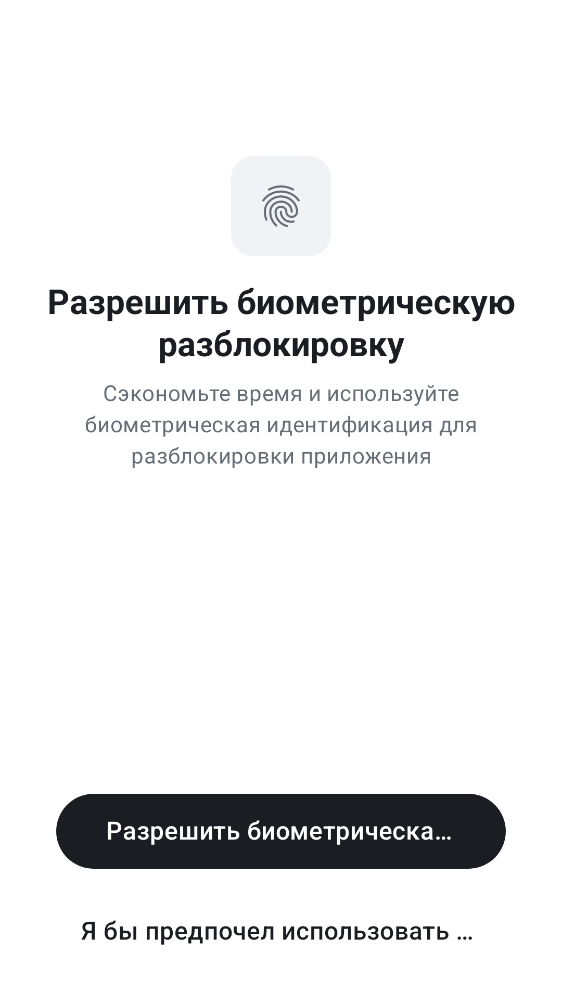 Разрешить биометрическую
разблокировку
Сэкономьте время и используйте
биометрическая идентификация для
разблокировки приложения
Разрешить биометрическа…
Я бы предпочел использовать …